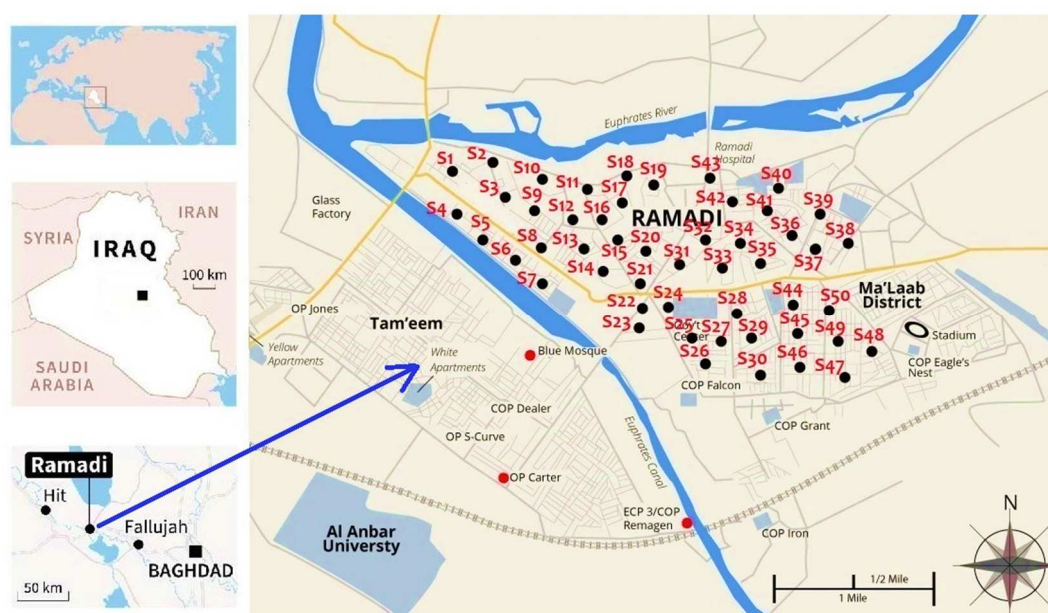 IRAN
SYRIA
IRAQ
100 km
SAUDI
ARABIA
Ramadi
Hit
Fallujah
BAGHDAD
50 km
Euphrates River
Ramadi
Hospital
Glass
Factory
S1
S2
S3
S4
S5
S6
S7
S8
S9
S10
S11
S12
S13
S14
S15
S16
S17
S18
S19
S20
S21
S22
S23
S24
S25
S26
S27
S28
S29
S30
S31
S32
S33
S34
S35
S36
S37
S38
S39
S40
S41
S42
S43
S44
S45
S46
S47
S48
S49
S50
RAMADI
OP Jones
Tam'eem
Yellow
Apartments
White
Apartments
Blue Mosque
COP Dealer
OP S-Curve
OP Carter
Al Anbar
Universty
Euphrates Canal
ECP 3/COP
Remagen
Center
COP Falcon
COP Grant
COP Iron
Ma'Laab
District
Stadium
COP Eagle's
Nest
N
1/2 Mile
1 Mile